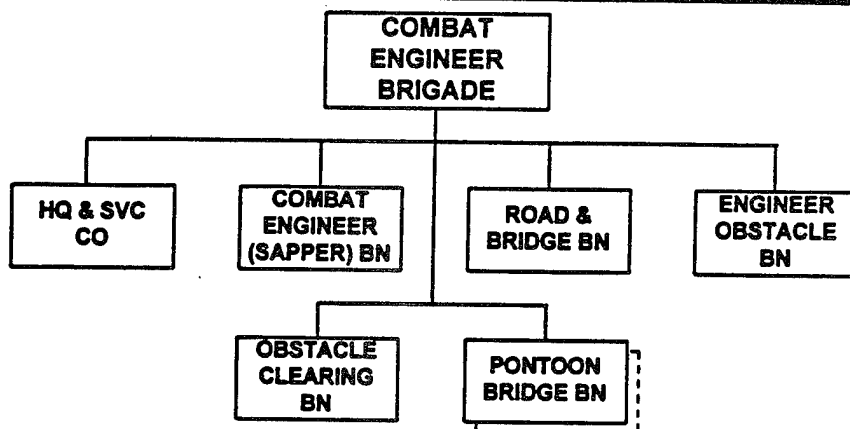 COMBAT
ENGINEER
BRIGADE
HQ & SVC
CO
COMBAT
ENGINEER
(SAPPER) BN
ROAD &
BRIDGE BN
ENGINEER
OBSTACLE
BN
OBSTACLE
CLEARING
BN
PONTOON
BRIDGE BN